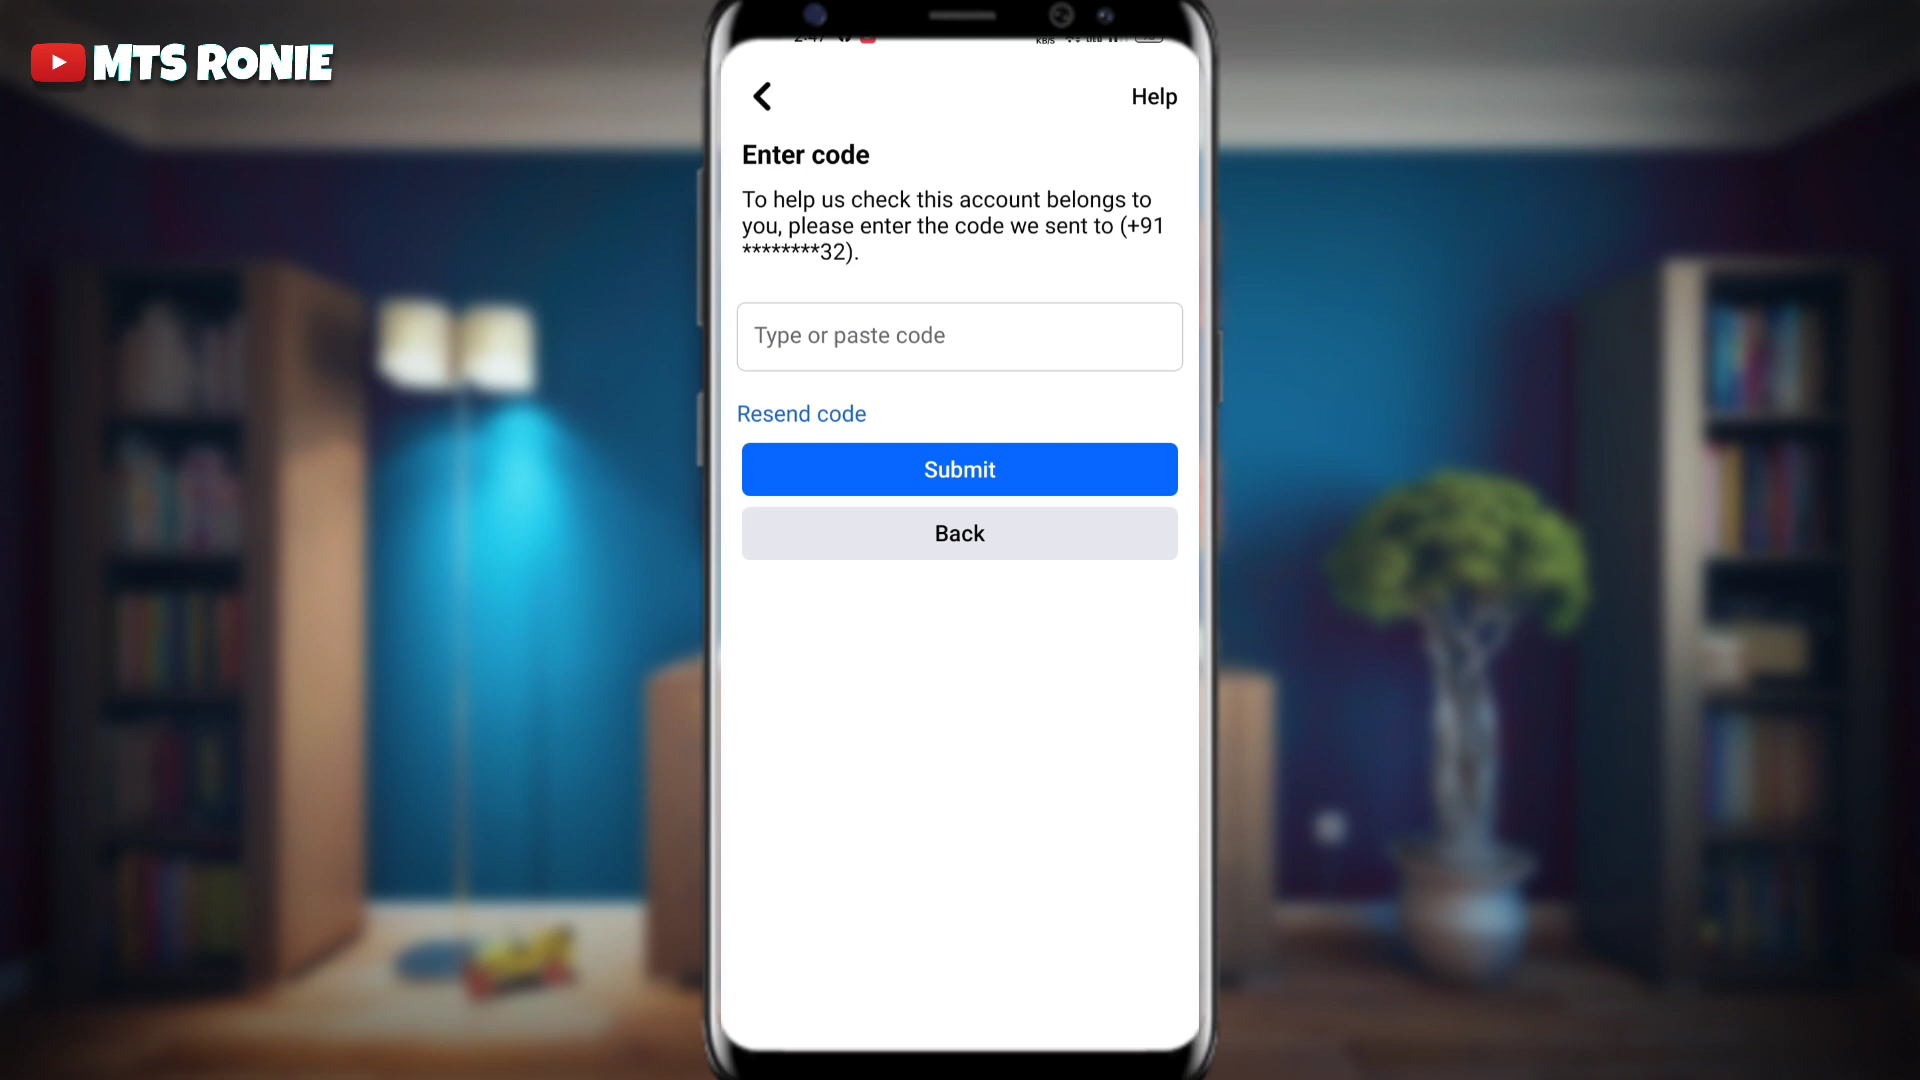 MTS RONIE
Help
Enter code
To help us check this account belongs to
you, please enter the code we sent to (+91
********32).
Type or paste code
Resend code
Submit
Back